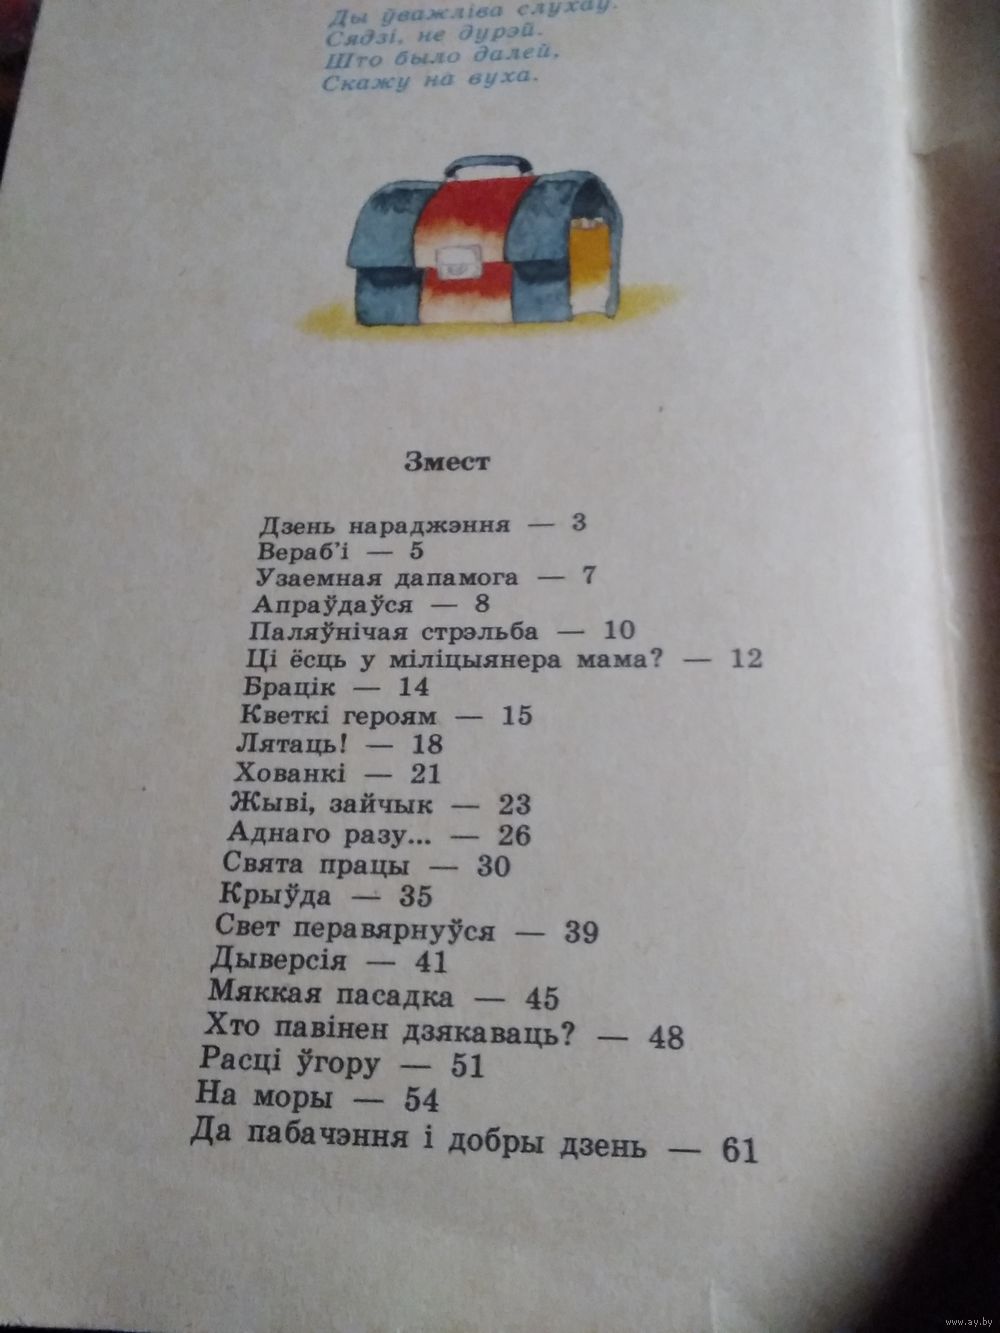 Ды ўважліва слухаў.
Сядзі, не дурэй.
Што было далей,
Скажу на вуха.
Змест
Дзень нараджэння — 3
Вераб'і — 5
Узаемная дапамога — 7
Апраўдаўся — 8
Паляўнічая стрэльба — 10
Ці ёсць у міліцыянера мама? — 12
Брацік — 14
Кветкі героям — 15
Лятаць! — 18
Хованкі — 21
Жыві, зайчык — 23
Аднаго разу... — 26
Свята працы — 30
Крыўда — 35
Свет перавярнуўся — 39
Дыверсія — 41
Мяккая пасадка — 45
Хто павінен дзякаваць? — 48
Расці ўгору — 51
На моры — 54
Да пабачэння і добры дзень — 61
www.ay.by